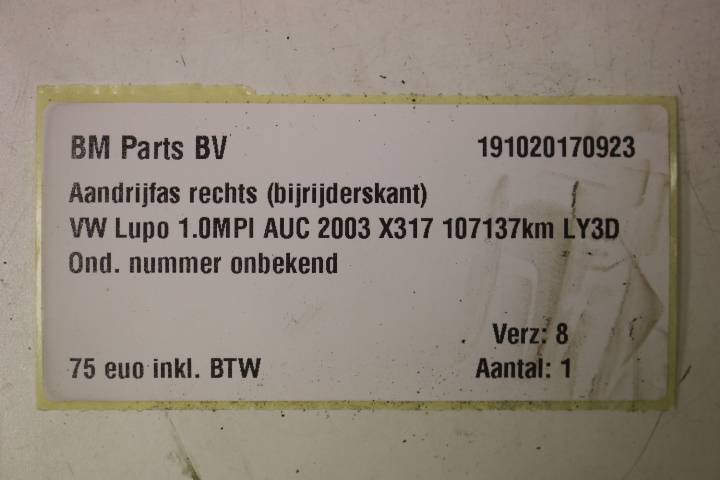 BM Parts BV 191020170923
Aandrijfas rechts (bijrijderskant)
VW Lupo 1.0MPI AUC 2003 X317 107137km LY3D
Ond. nummer onbekend
Verz: 8
75 euo inkl. BTW Aantal: 1